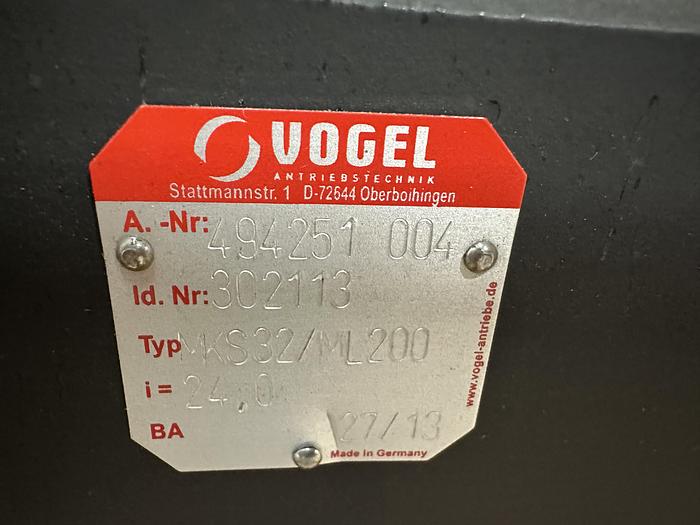 VOGEL
ANTRIEBSTECHNIK
Stattmannstr. 1 D-72644 Oberboihingen
A. -Nr: 494251 004
Id. Nr: 302113
Typ MKS32/ML200
i = 24,0
BA 27/13
Made in Germany
www.vogel-antriebe.de